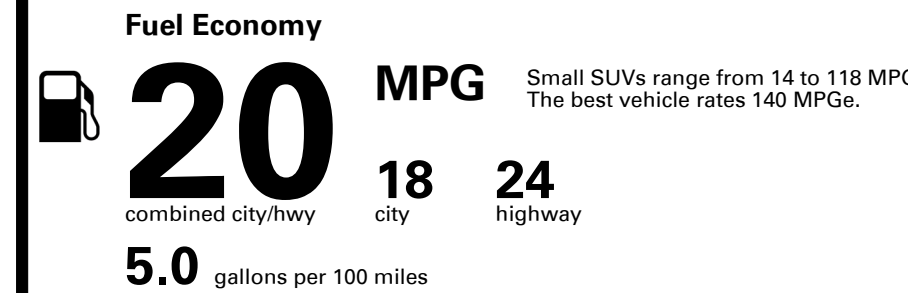 Fuel Economy
20 MPG
Small SUVs range from 14 to 118 MPG
The best vehicle rates 140 MPGe.
combined city/hwy
18 city
24 highway
5.0 gallons per 100 miles